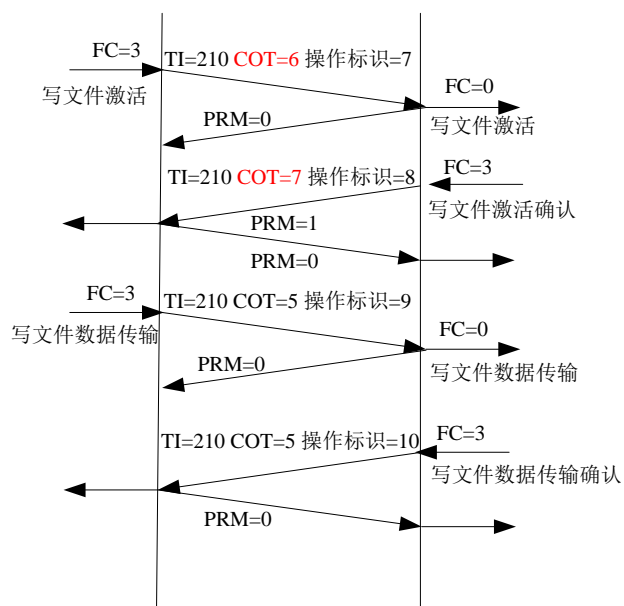 FC=3
TI=210 COT=6 操作标识=7
写文件激活
FC=0
PRM=0
写文件激活
FC=3
TI=210 COT=7 操作标识=8
写文件激活确认
PRM=1
PRM=0
FC=3
TI=210 COT=5 操作标识=9
写文件数据传输
FC=0
PRM=0
写文件数据传输
TI=210 COT=5 操作标识=10
FC=3
写文件数据传输确认
PRM=0